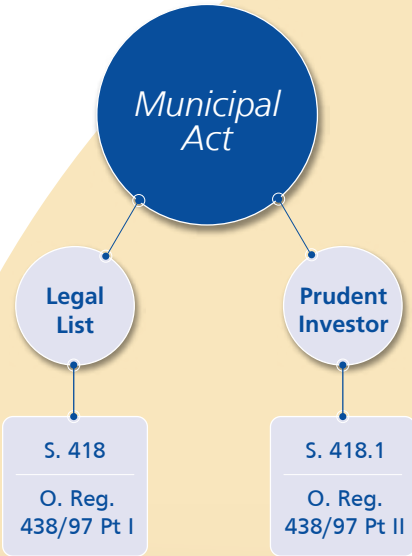 Municipal
Act
Legal
List
Prudent
Investor
S. 418
O. Reg.
438/97 Pt I
S. 418.1
O. Reg.
438/97 Pt II